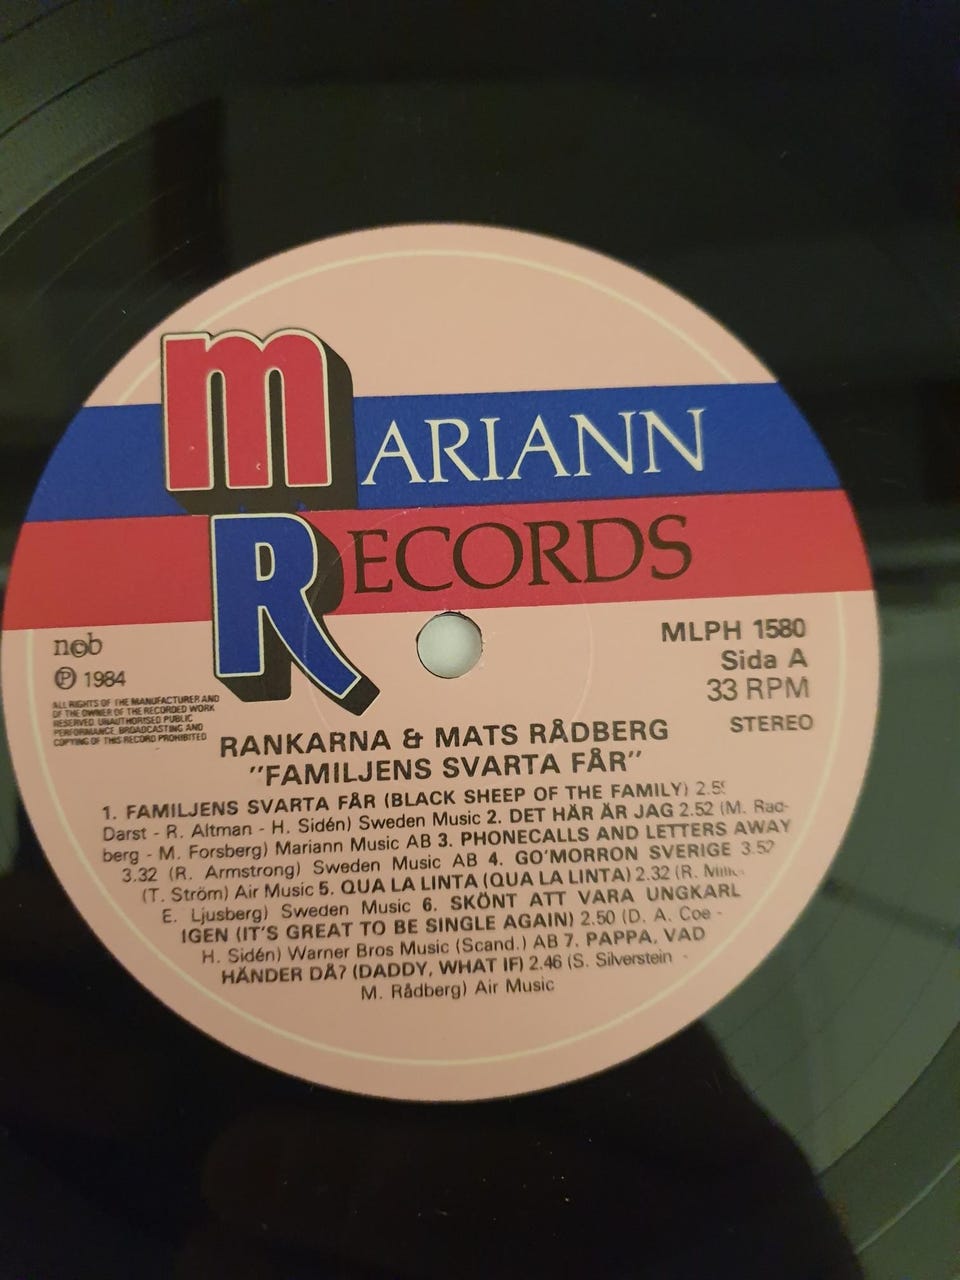 MARIANN
RECORDS
n©b
Ⓟ 1984
ALL RIGHTS OF THE MANUFACTURER AND
OF THE OWNER OF THE RECORDED WORK
RESERVED. UNAUTHORISED PUBLIC
PERFORMANCE, BROADCASTING AND
COPYING OF THIS RECORD PROHIBITED
MLPH 1580
Sida A
33 RPM
STEREO
RANKARNA & MATS RÅDBERG
"FAMILJENS SVARTA FÅR"
1. FAMILJENS SVARTA FÅR (BLACK SHEEP OF THE FAMILY)
Darst - R. Altman - H. Sidén) Sweden Music 2. DET HÄR ÄR JAG 2.52 (M. Råd-
berg - M. Forsberg) Mariann Music AB 3. PHONECALLS AND LETTERS AWAY
3.32 (R. Armstrong) Sweden Music AB 4. GO'MORRON SVERIGE 3.52
(T. Ström) Air Music 5. QUA LA LINTA (QUA LA LINTA) 2.32 (R.
E. Ljusberg) Sweden Music 6. SKÖNT ATT VARA UNGKARL
IGEN (IT'S GREAT TO BE SINGLE AGAIN) 2.50 (D. A. Coe -
H. Sidén) Warner Bros Music (Scand.) AB 7. PAPPA, VAD
HÄNDER DÅ? (DADDY, WHAT IF) 2.46 (S. Silverstein -
M. Rådberg) Air Music